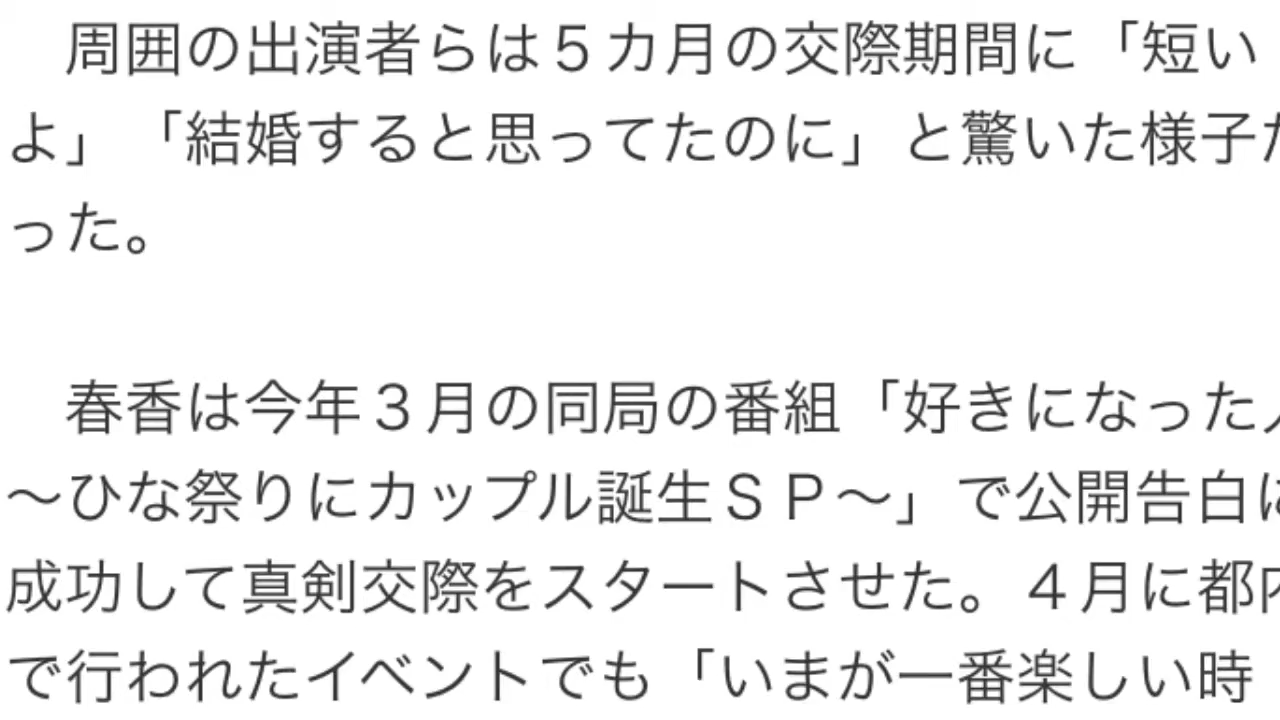 周囲の出演者らは５カ月の交際期間に「短い
よ」「結婚すると思ってたのに」と驚いた様子だ
った。
春香は今年３月の同局の番組「好きになった人
～ひな祭りにカップル誕生ＳＰ～」で公開告白に
成功して真剣交際をスタートさせた。４月に都内
で行われたイベントでも「いまが一番楽しい時